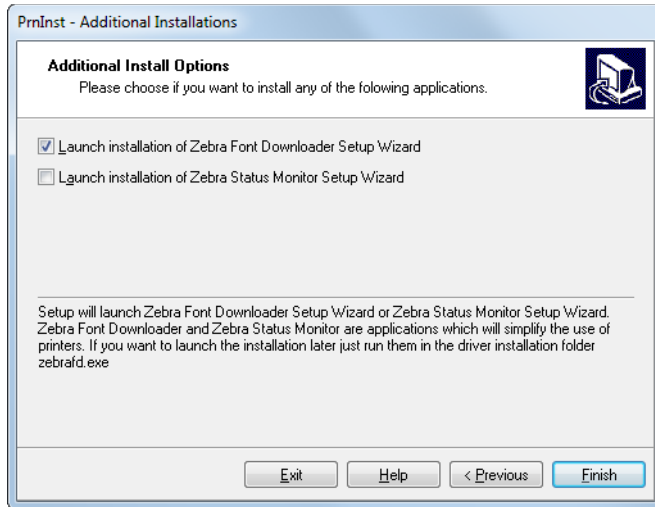 PrnInst - Additional Installations
Additional Install Options
Please choose if you want to install any of the folowing applications.
Launch installation of Zebra Font Downloader Setup Wizard
Launch installation of Zebra Status Monitor Setup Wizard
Setup will launch Zebra Font Downloader Setup Wizard or Zebra Status Monitor Setup Wizard.
Zebra Font Downloader and Zebra Status Monitor are applications which will simplify the use of
printers. If you want to launch the installation later just run them in the driver installation folder
zebrafd.exe
Exit
Help
< Previous
Finish